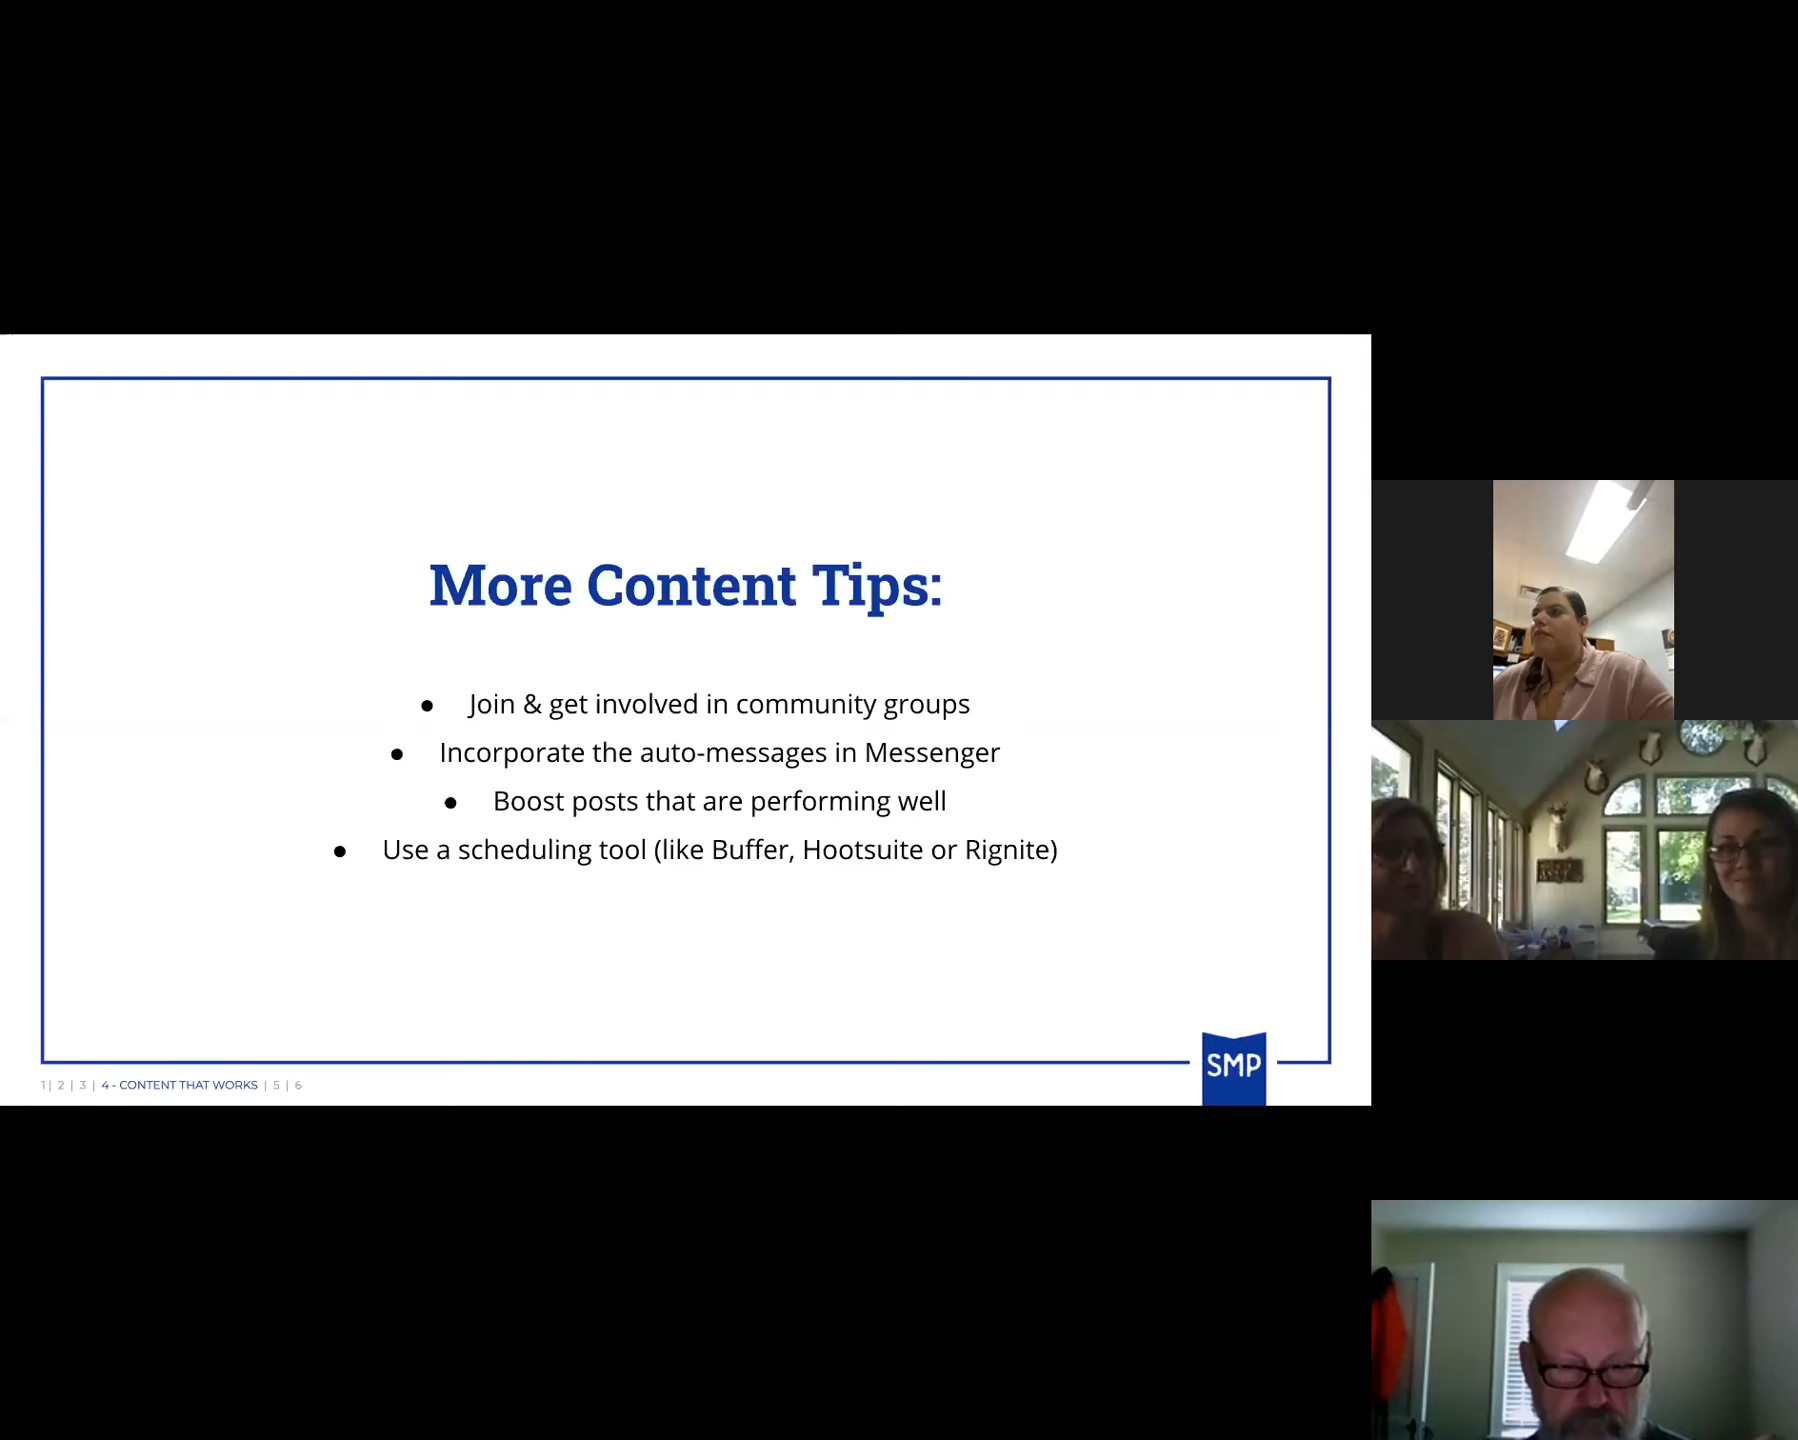 More Content Tips:
● Join & get involved in community groups
● Incorporate the auto-messages in Messenger
● Boost posts that are performing well
● Use a scheduling tool (like Buffer, Hootsuite or Rignite)
SMP
1 | 2 | 3 | 4 - CONTENT THAT WORKS | 5 | 6